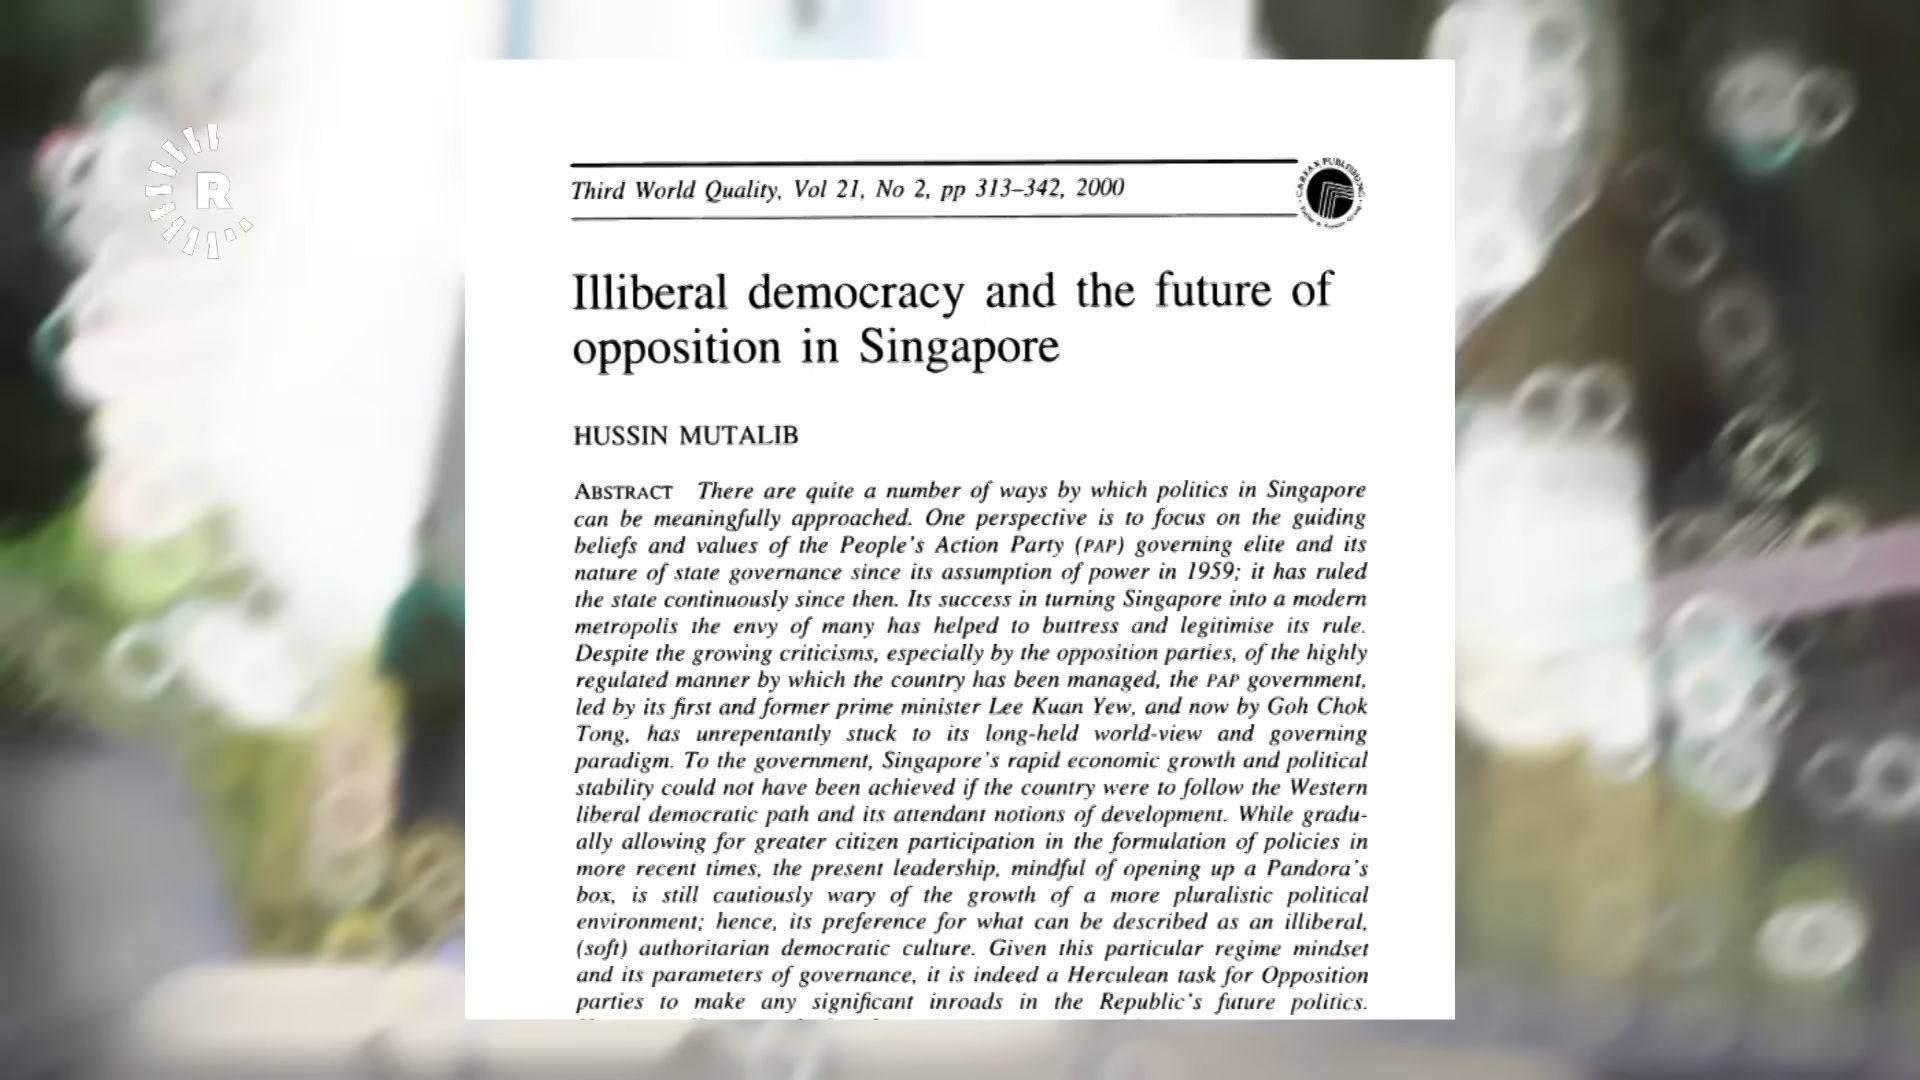 R
Third World Quality, Vol 21, No 2, pp 313–342, 2000
CARFAX PUBLISHING
Illiberal democracy and the future of
opposition in Singapore
HUSSIN MUTALIB
ABSTRACT There are quite a number of ways by which politics in Singapore
can be meaningfully approached. One perspective is to focus on the guiding
beliefs and values of the People's Action Party (PAP) governing elite and its
nature of state governance since its assumption of power in 1959; it has ruled
the state continuously since then. Its success in turning Singapore into a modern
metropolis the envy of many has helped to buttress and legitimise its rule.
Despite the growing criticisms, especially by the opposition parties, of the highly
regulated manner by which the country has been managed, the PAP government,
led by its first and former prime minister Lee Kuan Yew, and now by Goh Chok
Tong, has unrepentantly stuck to its long-held world-view and governing
paradigm. To the government, Singapore's rapid economic growth and political
stability could not have been achieved if the country were to follow the Western
liberal democratic path and its attendant notions of development. While gradu-
ally allowing for greater citizen participation in the formulation of policies in
more recent times, the present leadership, mindful of opening up a Pandora's
box, is still cautiously wary of the growth of a more pluralistic political
environment; hence, its preference for what can be described as an illiberal,
(soft) authoritarian democratic culture. Given this particular regime mindset
and its parameters of governance, it is indeed a Herculean task for Opposition
parties to make any significant inroads in the Republic's future politics.